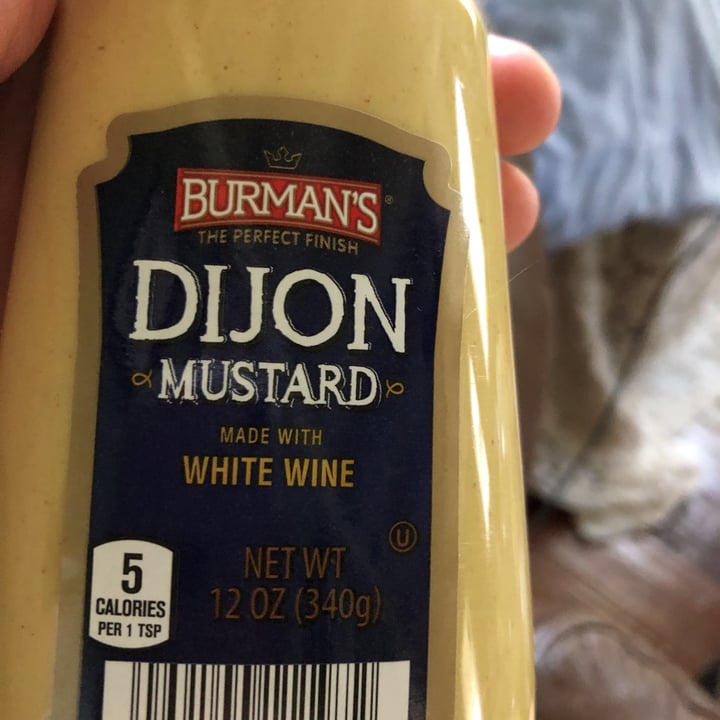 BURMAN'S®
THE PERFECT FINISH
DIJON
MUSTARD
MADE WITH
WHITE WINE
U
5
CALORIES
PER 1 TSP
NET WT
12 OZ (340g)